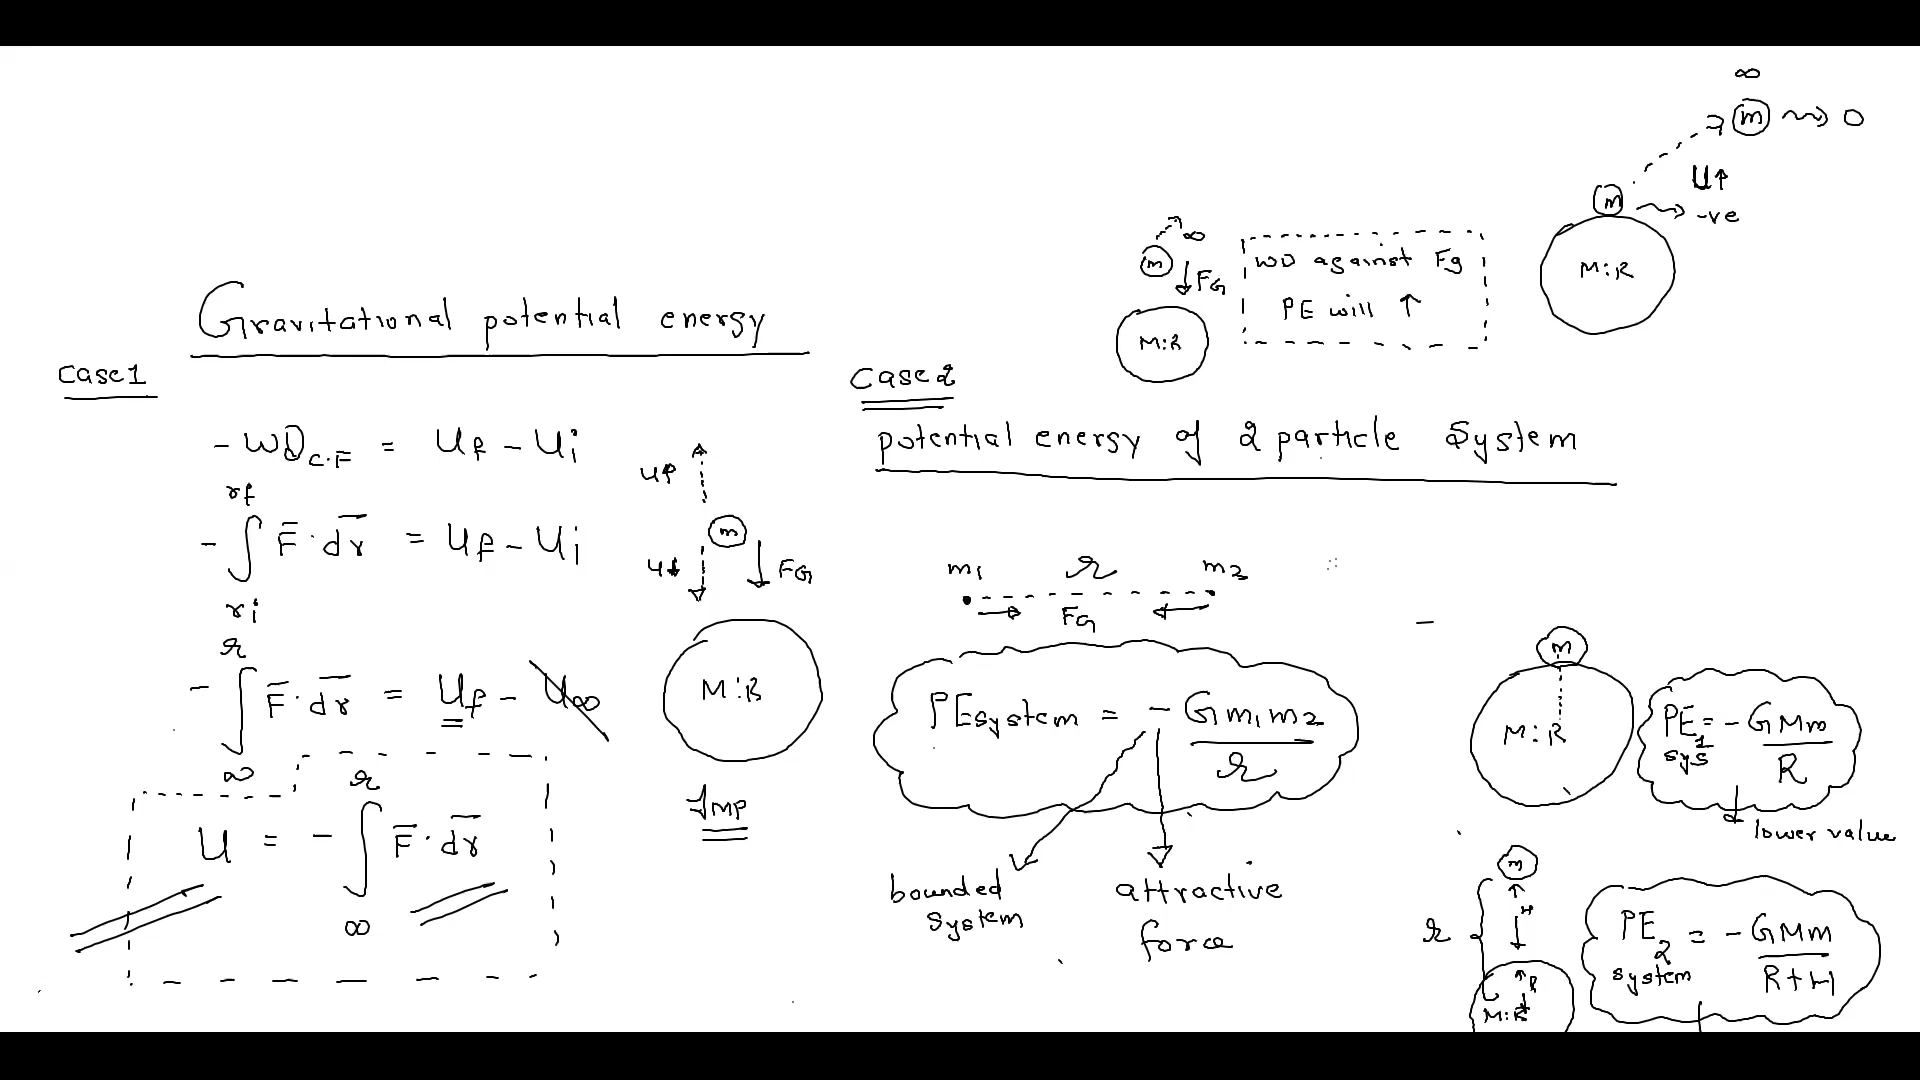 ∞
m ⇝ 0
U↑
m ⇝ -ve
M:R
∞
m
FG
M:R
WD against Fg
PE will ↑
Gravitational potential energy
Case1
- WD C.F = Uf - Ui
rf
- ∫ F̄ · dr̄ = Uf - Ui
ri
r
- ∫ F̄ · dr̄ = Uf - U∞
∞
r
U = - ∫ F̄ · dr̄
∞
U↑
m
U↓
FG
M:R
Imp
Case2
potential energy of 2 particle System
m1 r m2
FG
PEsystem = - Gm1m2 / r
bounded
system
attractive
force
-
m
M:R
PE1 sys = - GMm / R
lower value
m
H
r
R
M:R
PE2 system = - GMm / R+H